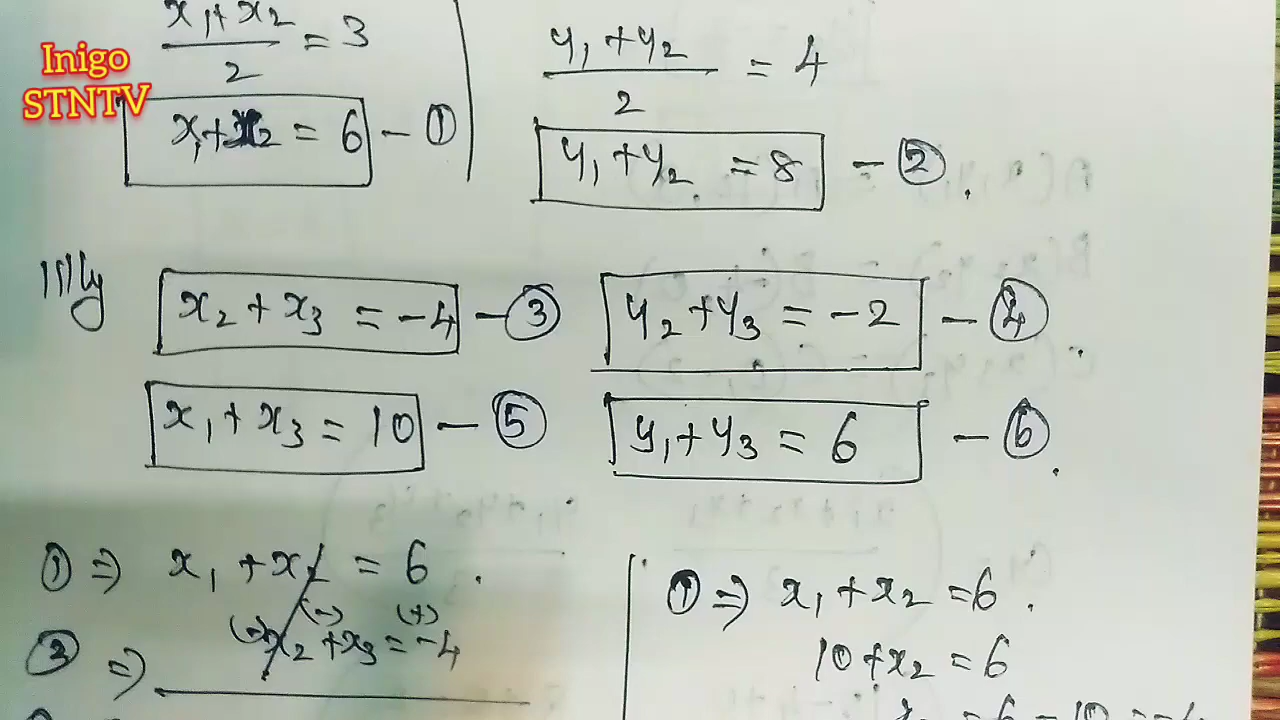 Inigo
STNTV
x₁+x₂/2 = 3
x₁+x₂ = 6 – ①
y₁+y₂/2 = 4
y₁+y₂ = 8 – ②.
lllly
x₂+x₃ = -4 – ③
y₂+y₃ = -2 – ④
x₁+x₃ = 10 – ⑤
y₁+y₃ = 6 – ⑥
① ⇒ x₁+x₂ = 6.
(-) (-) (+)
③ ⇒ x₂+x₃ = -4
① ⇒ x₁+x₂ = 6.
10+x₂ = 6